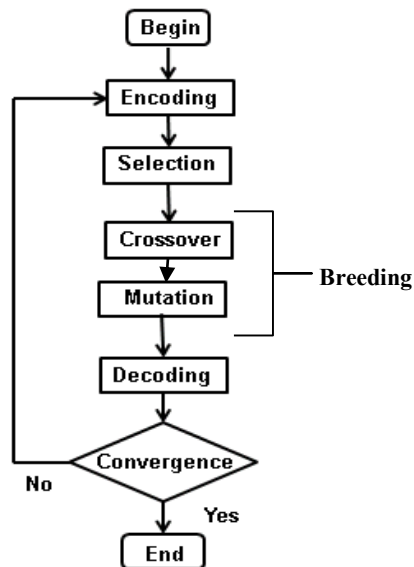 Begin
Encoding
Selection
Crossover
Breeding
Mutation
Decoding
Convergence
No
Yes
End